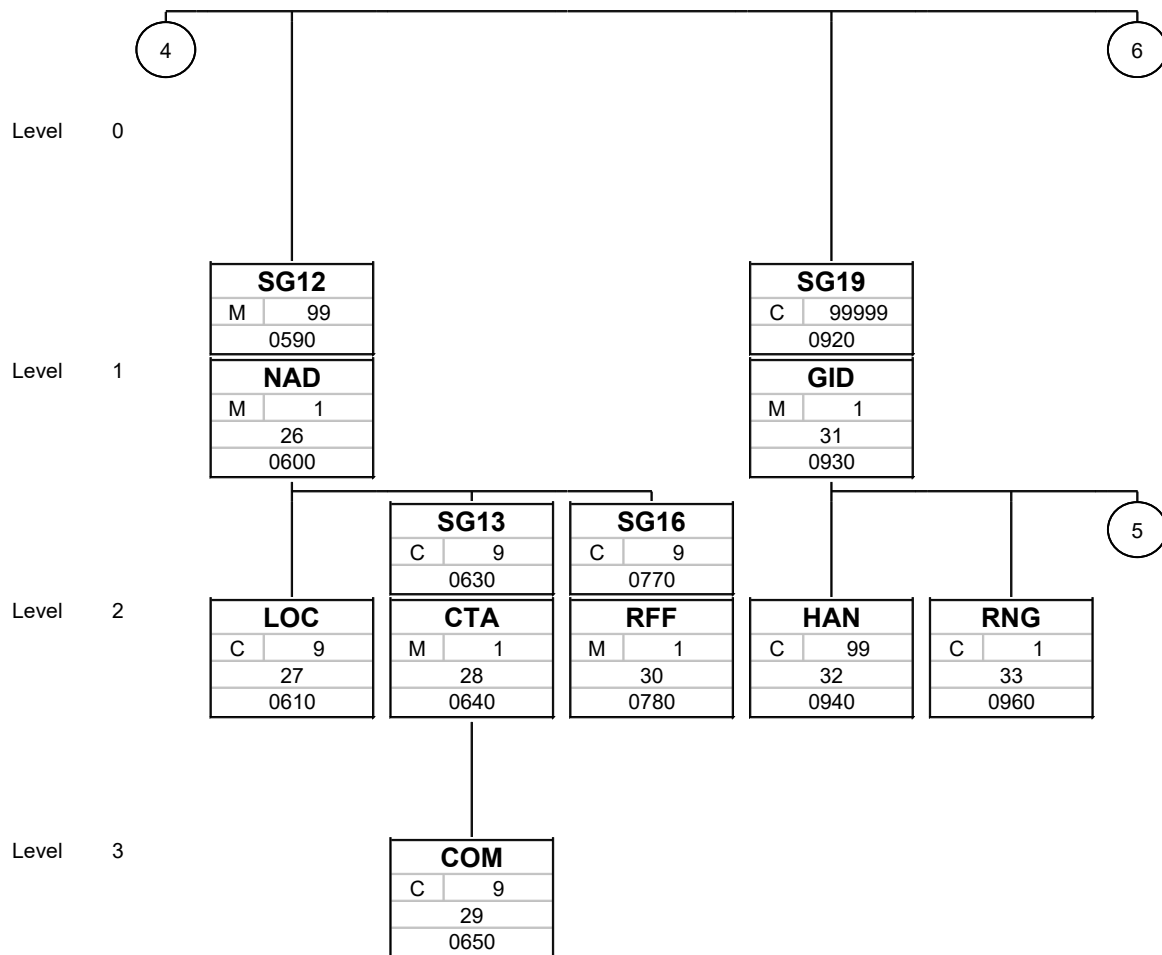 4 6
Level 0
SG12 SG19
M 99 C 99999
0590 0920
Level 1
NAD GID
M 1 M 1
26 31
0600 0930
SG13 SG16 5
C 9 C 9
0630 0770
Level 2
LOC CTA RFF HAN RNG
C 9 M 1 M 1 C 99 C 1
27 28 30 32 33
0610 0640 0780 0940 0960
Level 3
COM
C 9
29
0650